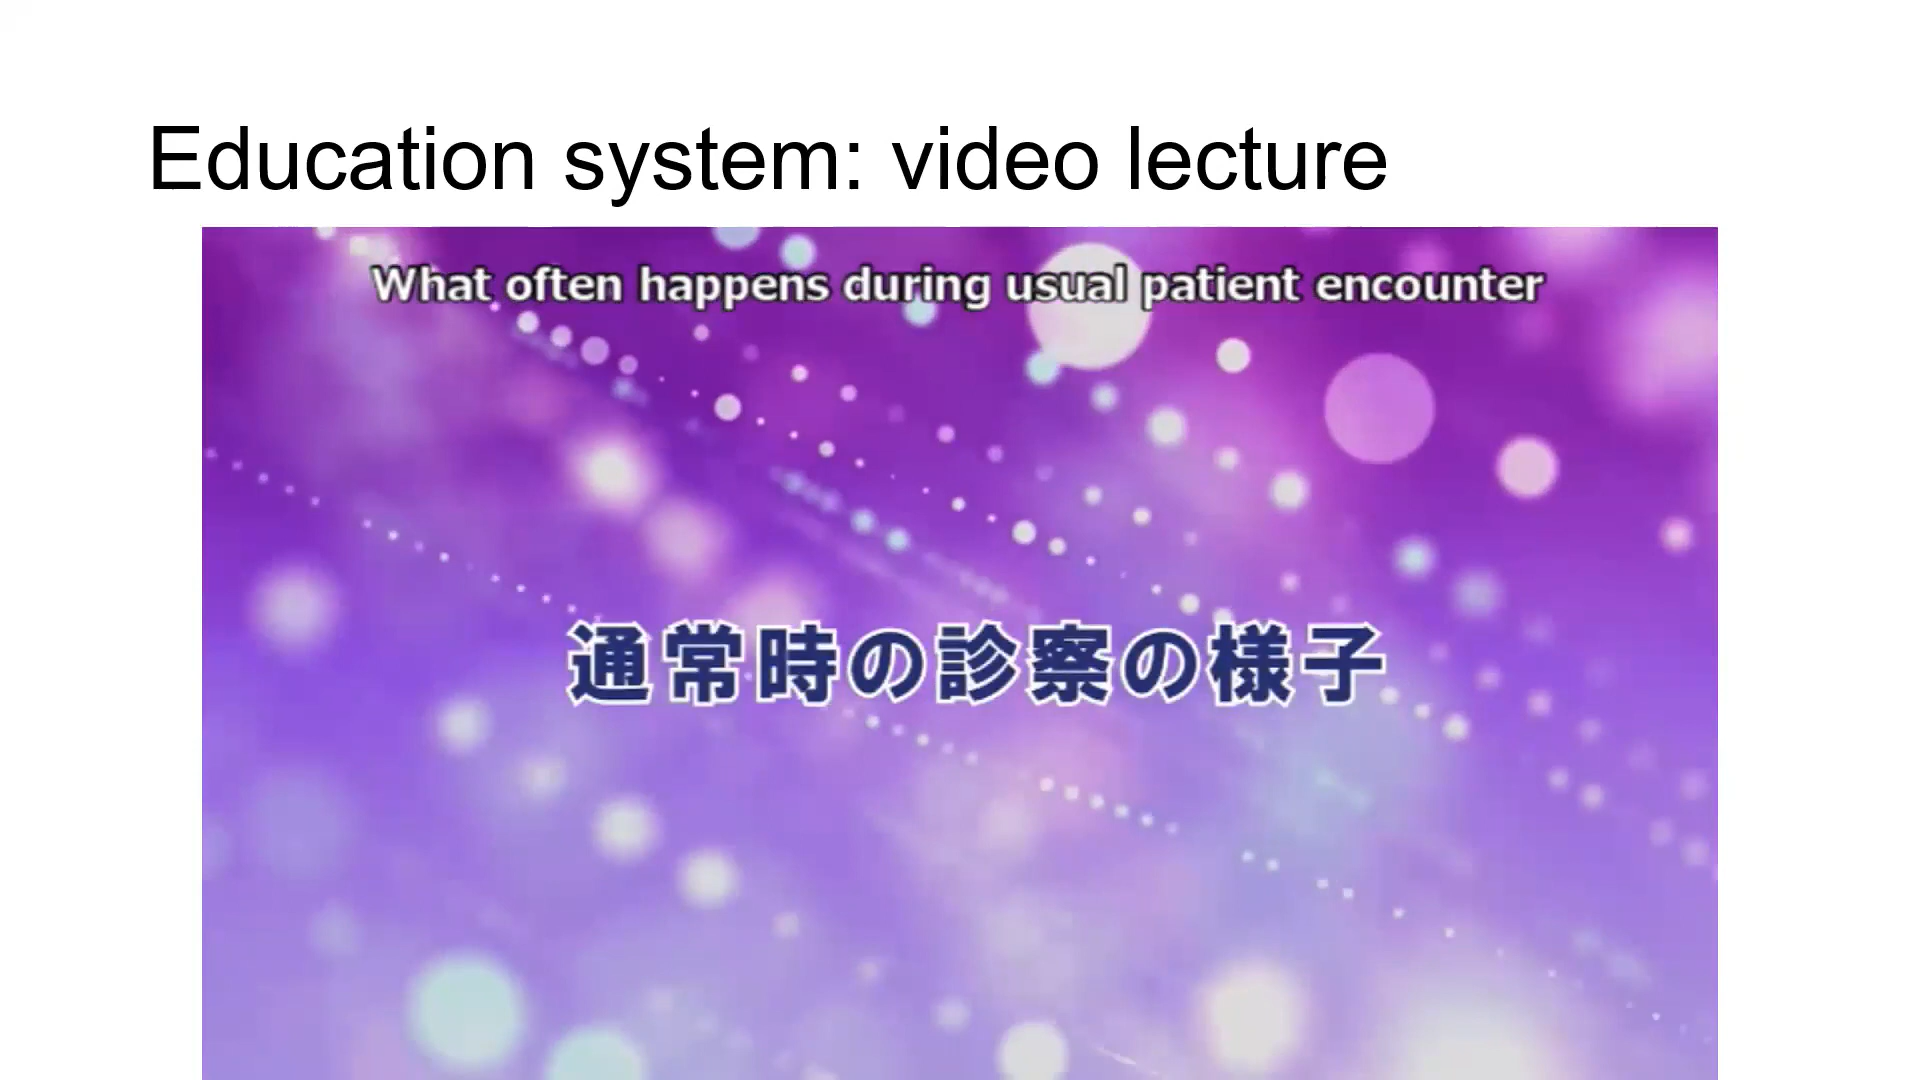 Education system: video lecture
What often happens during usual patient encounter
通常時の診察の様子